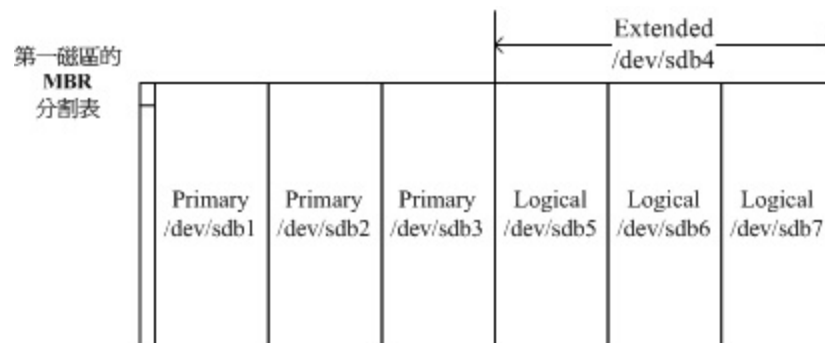 第一磁區的
MBR
分割表
Extended
/dev/sdb4
Primary
/dev/sdb1
Primary
/dev/sdb2
Primary
/dev/sdb3
Logical
/dev/sdb5
Logical
/dev/sdb6
Logical
/dev/sdb7